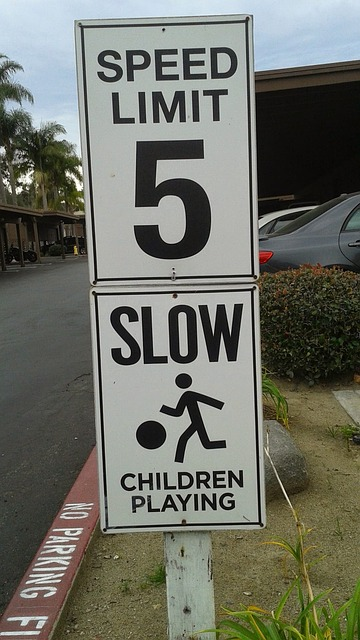 SPEED
LIMIT
5
SLOW
CHILDREN
PLAYING
NO PARKING